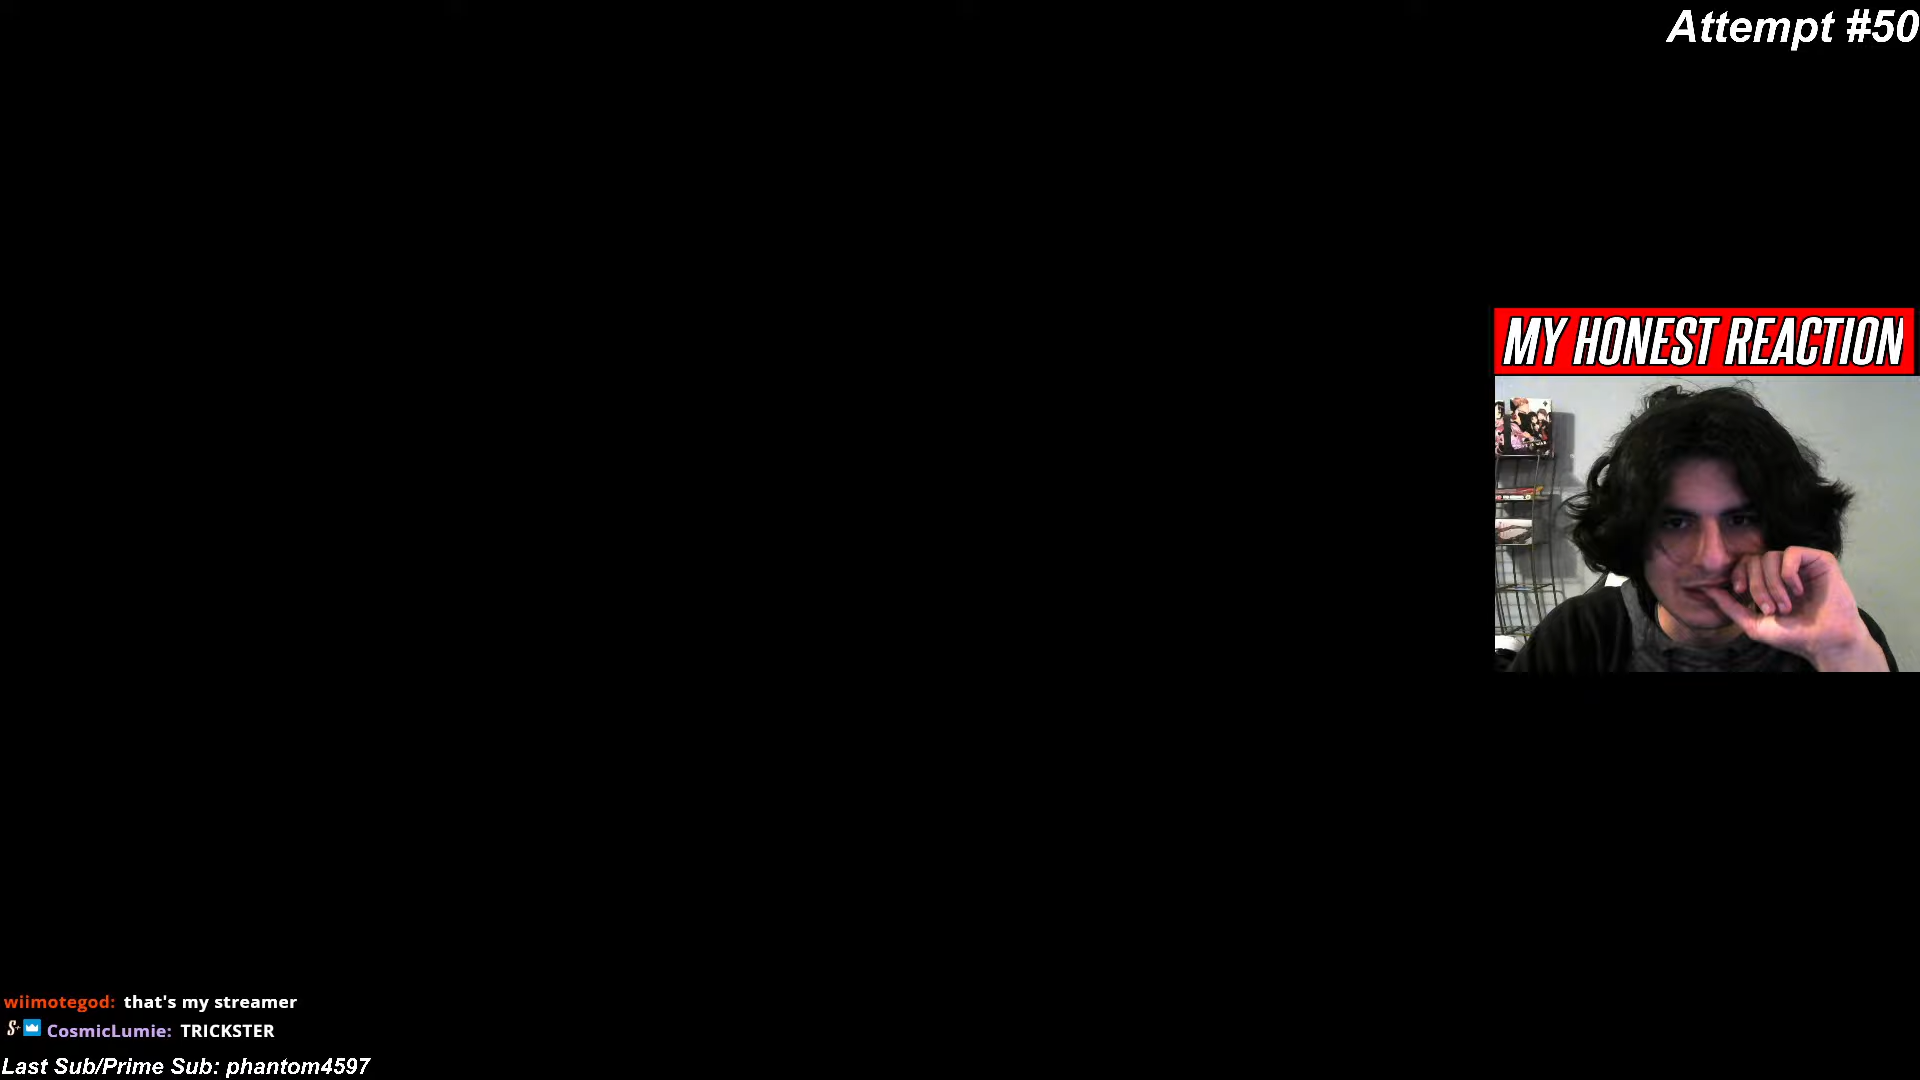 Attempt #50
MY HONEST REACTION
wiimotegod: that's my streamer
CosmicLumie: TRICKSTER
Last Sub/Prime Sub: phantom4597